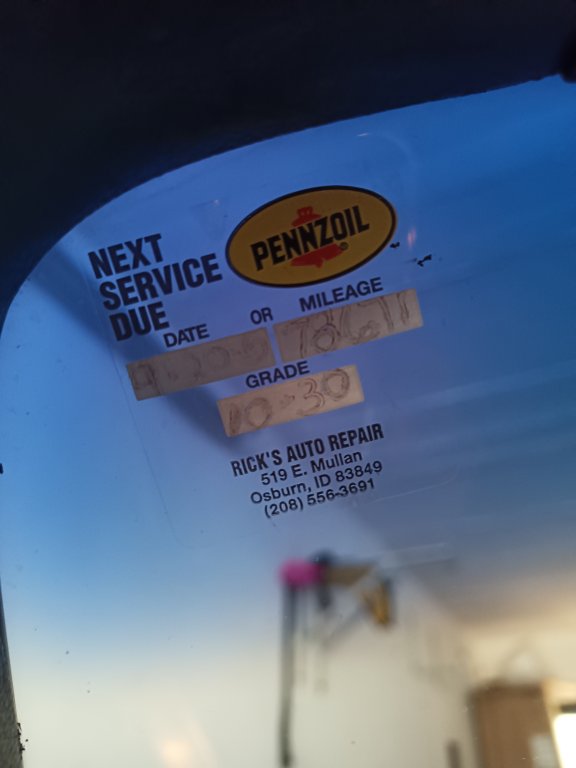 NEXT
SERVICE
DUE
PENNZOIL
®
DATE OR MILEAGE
GRADE
10-30
RICK'S AUTO REPAIR
519 E. Mullan
Osburn, ID 83849
(208) 556-3691